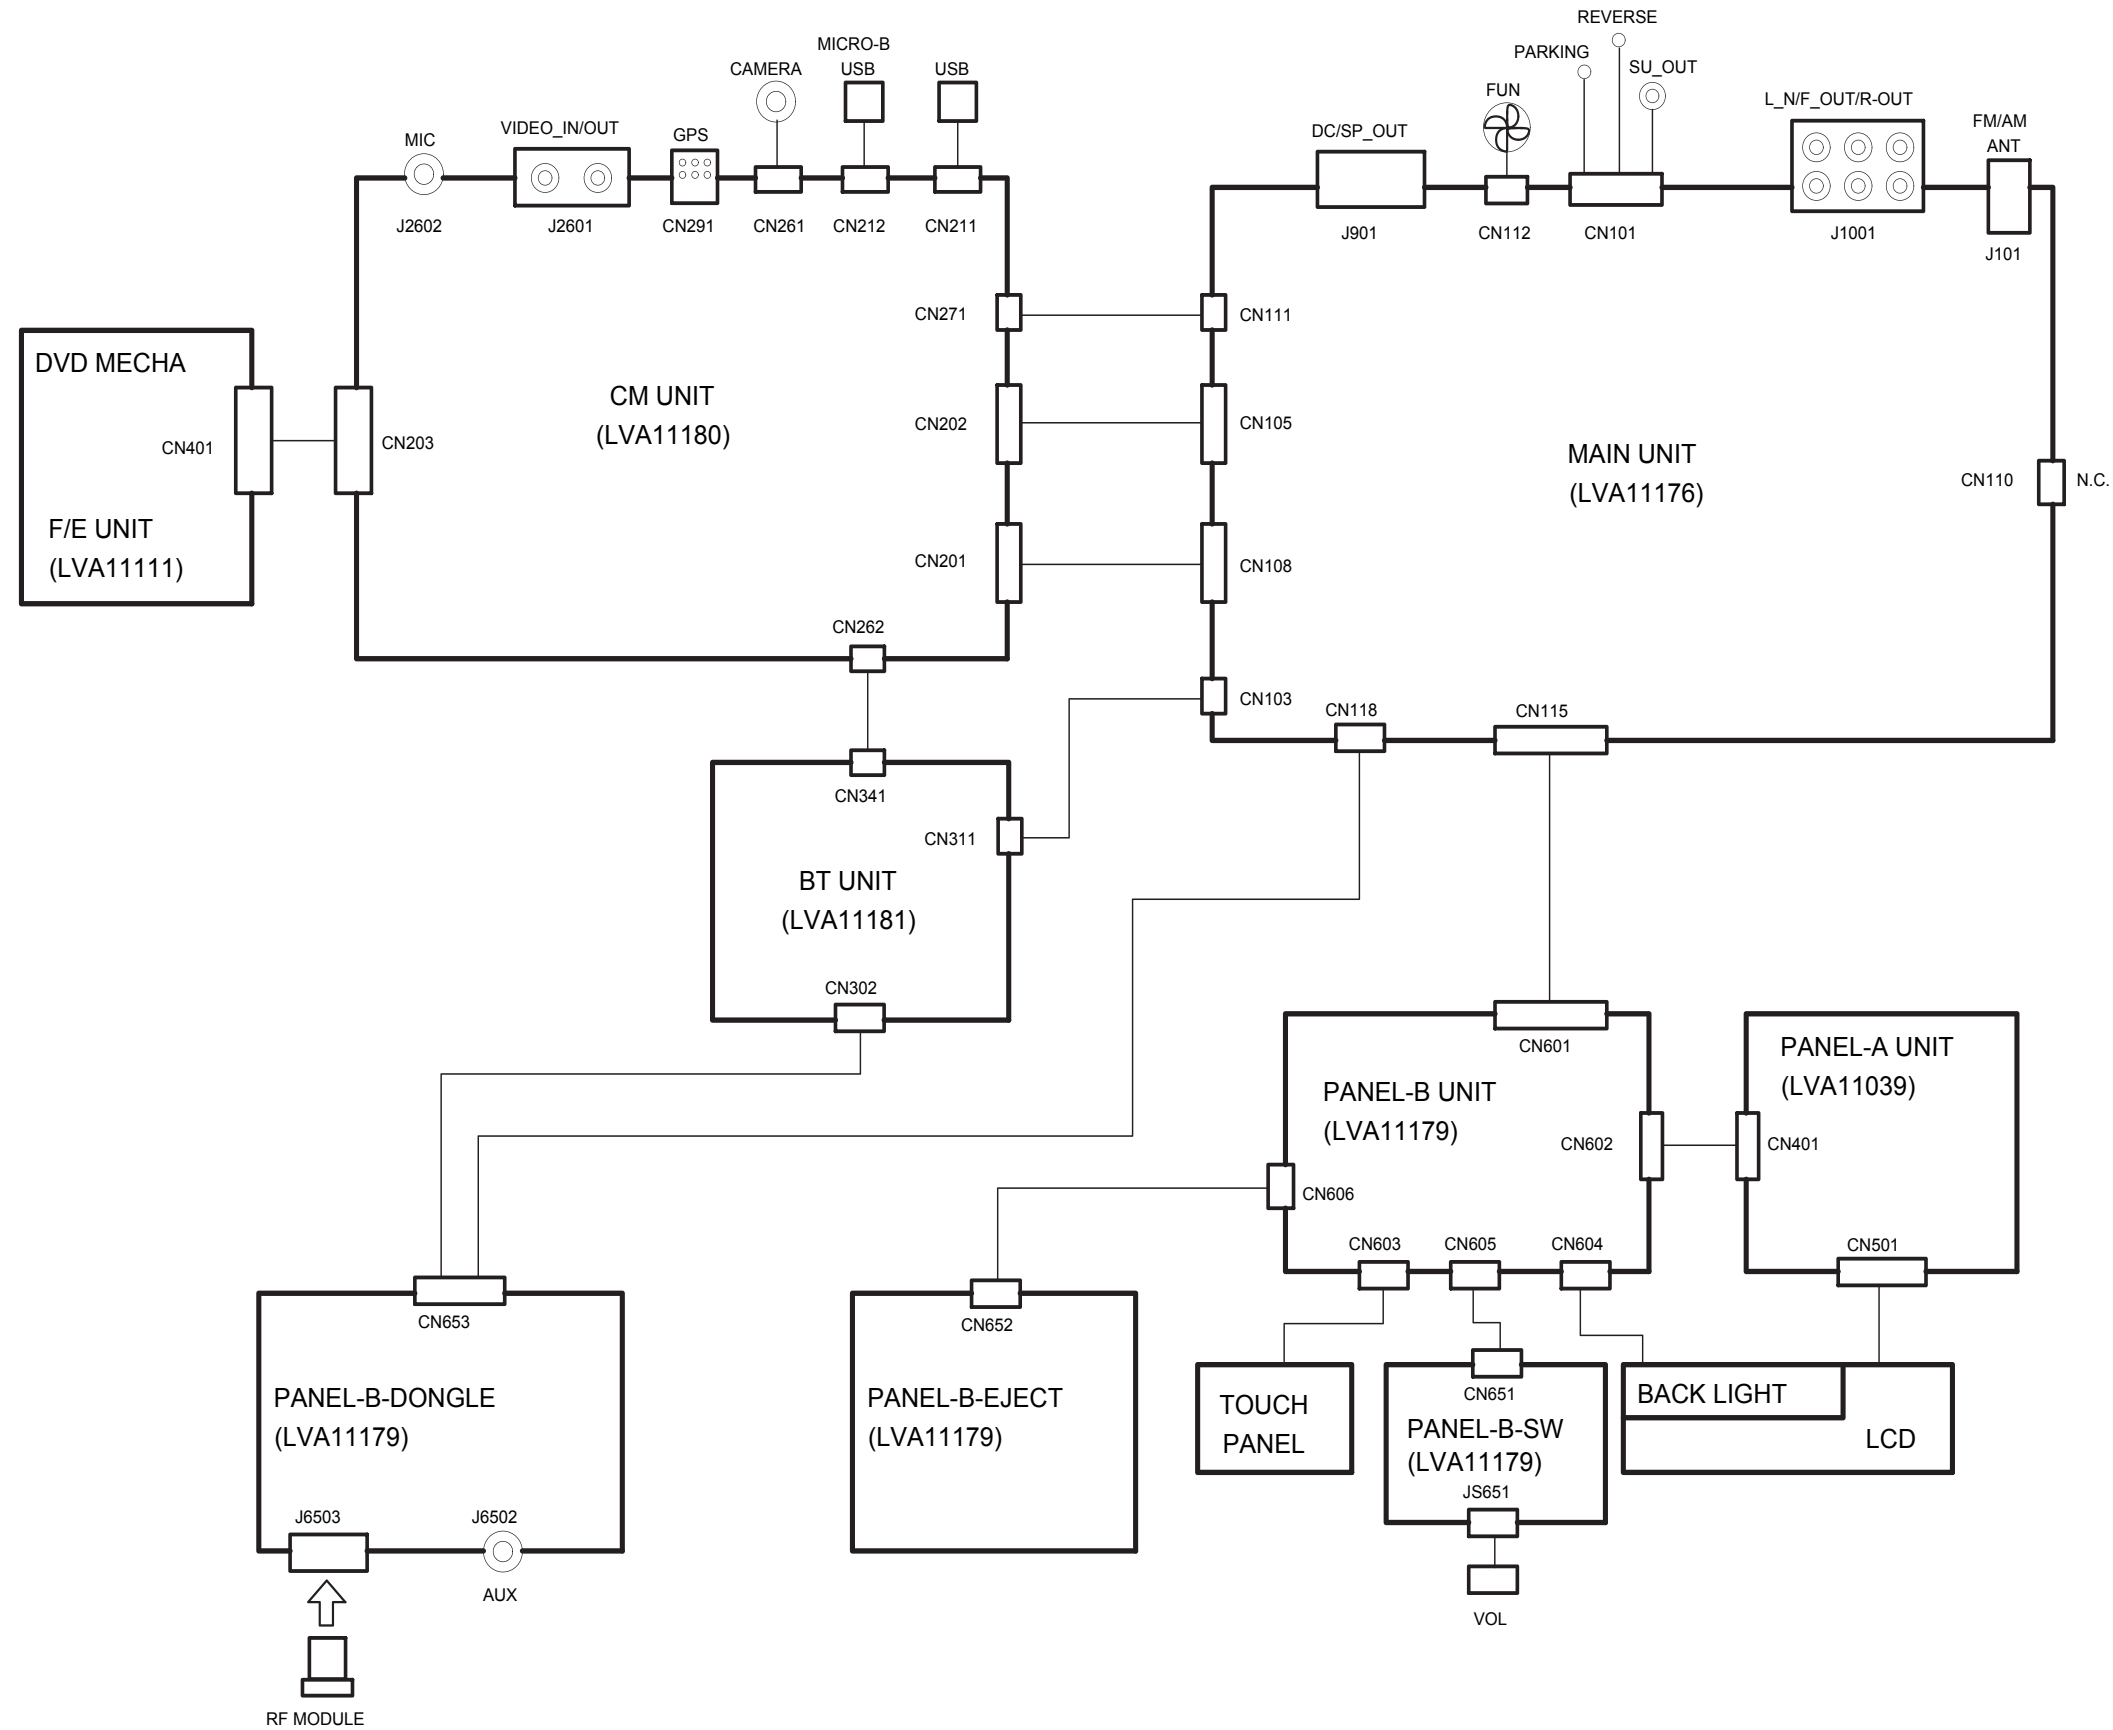 REVERSE
PARKING
SU_OUT
FUN
DC/SP_OUT
L_N/F_OUT/R-OUT
FM/AM
ANT
MICRO-B
USB
USB
CAMERA
GPS
VIDEO_IN/OUT
MIC
J2602
J2601
CN291
CN261
CN212
CN211
J901
CN112
CN101
J1001
J101
CN271
CN111
DVD MECHA
CN401
F/E UNIT
(LVA11111)
CN203
CM UNIT
(LVA11180)
CN202
CN105
CN201
CN108
MAIN UNIT
(LVA11176)
CN110
N.C.
CN262
CN103
CN118
CN115
CN341
CN311
BT UNIT
(LVA11181)
CN302
CN601
PANEL-B UNIT
(LVA11179)
CN602
CN606
CN603
CN605
CN604
PANEL-A UNIT
(LVA11039)
CN401
CN501
CN653
PANEL-B-DONGLE
(LVA11179)
J6503
J6502
AUX
RF MODULE
CN652
PANEL-B-EJECT
(LVA11179)
TOUCH
PANEL
CN651
PANEL-B-SW
(LVA11179)
JS651
VOL
BACK LIGHT
LCD